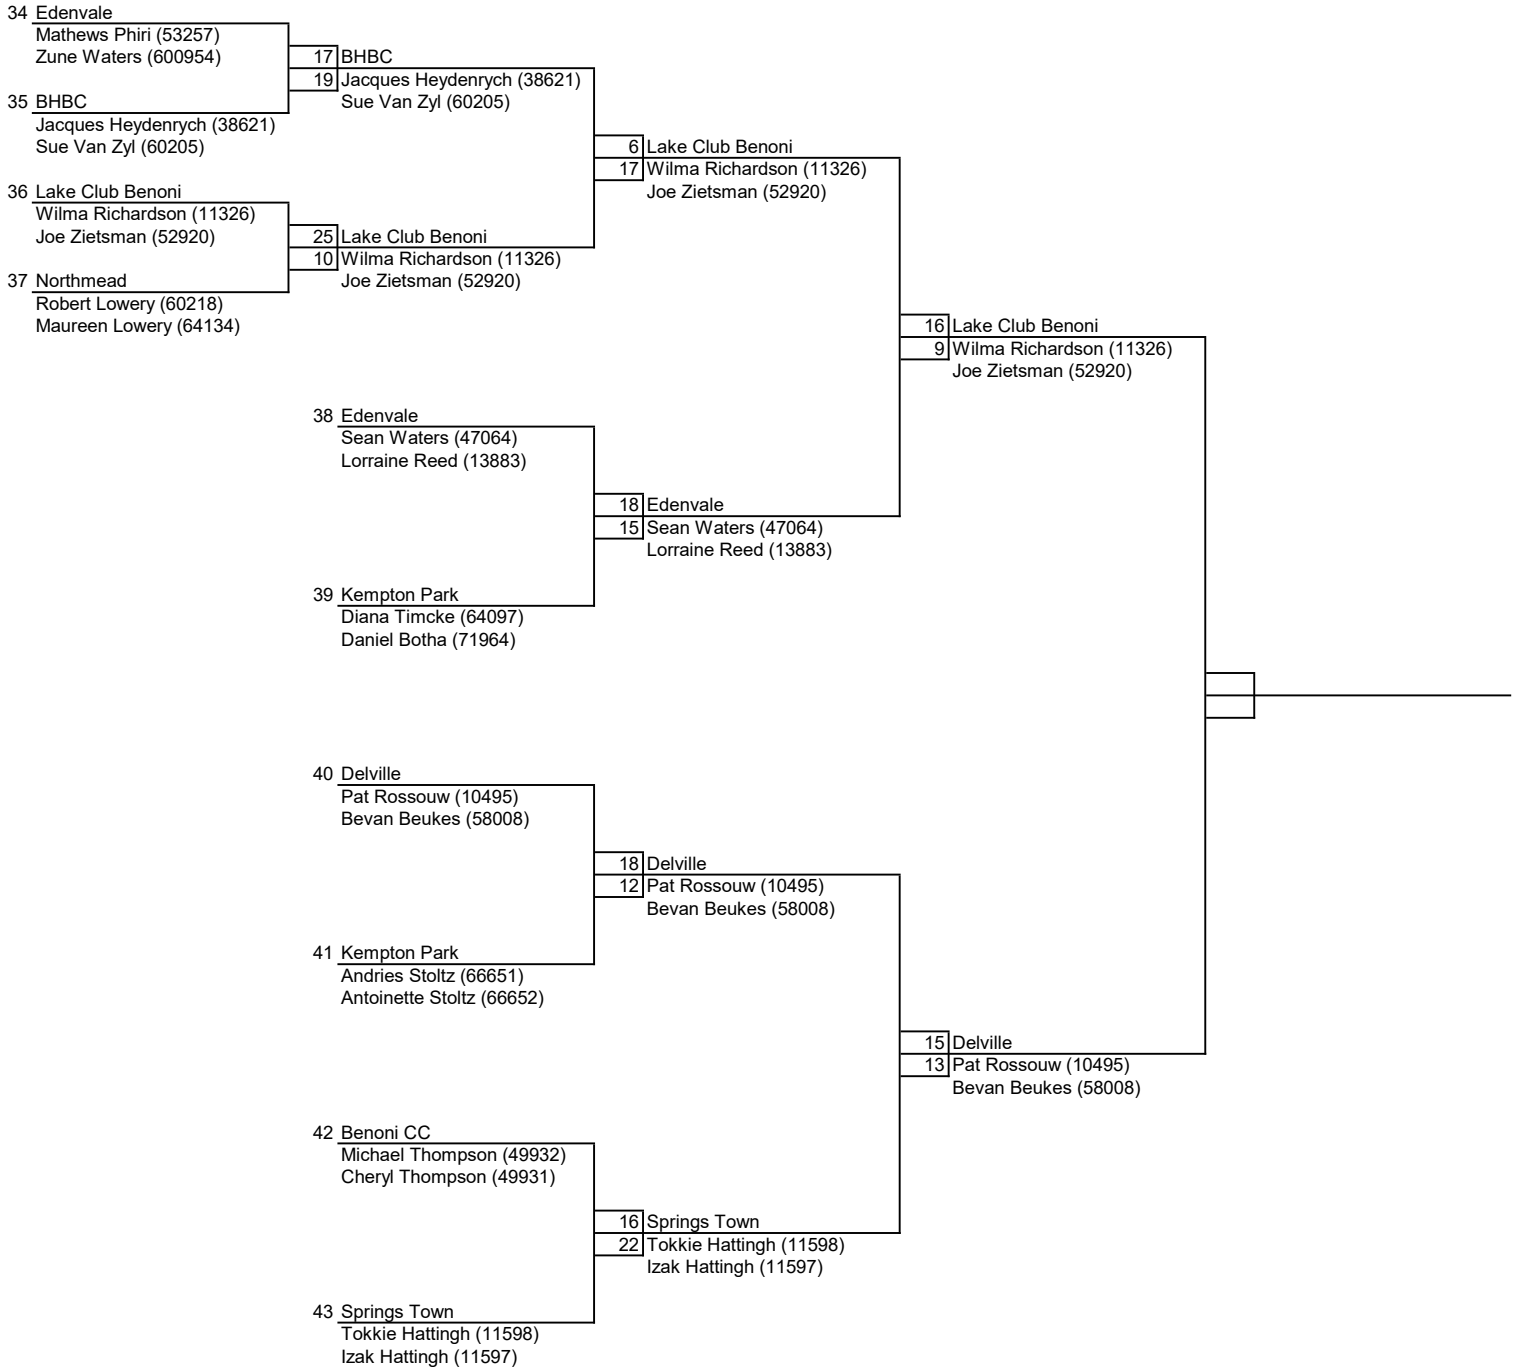 34 Edenvale
Mathews Phiri (53257)
Zune Waters (600954)
17 BHBC
19 Jacques Heydenrych (38621)
Sue Van Zyl (60205)
35 BHBC
Jacques Heydenrych (38621)
Sue Van Zyl (60205)
6 Lake Club Benoni
17 Wilma Richardson (11326)
Joe Zietsman (52920)
36 Lake Club Benoni
Wilma Richardson (11326)
Joe Zietsman (52920)
25 Lake Club Benoni
10 Wilma Richardson (11326)
Joe Zietsman (52920)
37 Northmead
Robert Lowery (60218)
Maureen Lowery (64134)
16 Lake Club Benoni
9 Wilma Richardson (11326)
Joe Zietsman (52920)
38 Edenvale
Sean Waters (47064)
Lorraine Reed (13883)
18 Edenvale
15 Sean Waters (47064)
Lorraine Reed (13883)
39 Kempton Park
Diana Timcke (64097)
Daniel Botha (71964)
40 Delville
Pat Rossouw (10495)
Bevan Beukes (58008)
18 Delville
12 Pat Rossouw (10495)
Bevan Beukes (58008)
41 Kempton Park
Andries Stoltz (66651)
Antoinette Stoltz (66652)
15 Delville
13 Pat Rossouw (10495)
Bevan Beukes (58008)
42 Benoni CC
Michael Thompson (49932)
Cheryl Thompson (49931)
16 Springs Town
22 Tokkie Hattingh (11598)
Izak Hattingh (11597)
43 Springs Town
Tokkie Hattingh (11598)
Izak Hattingh (11597)